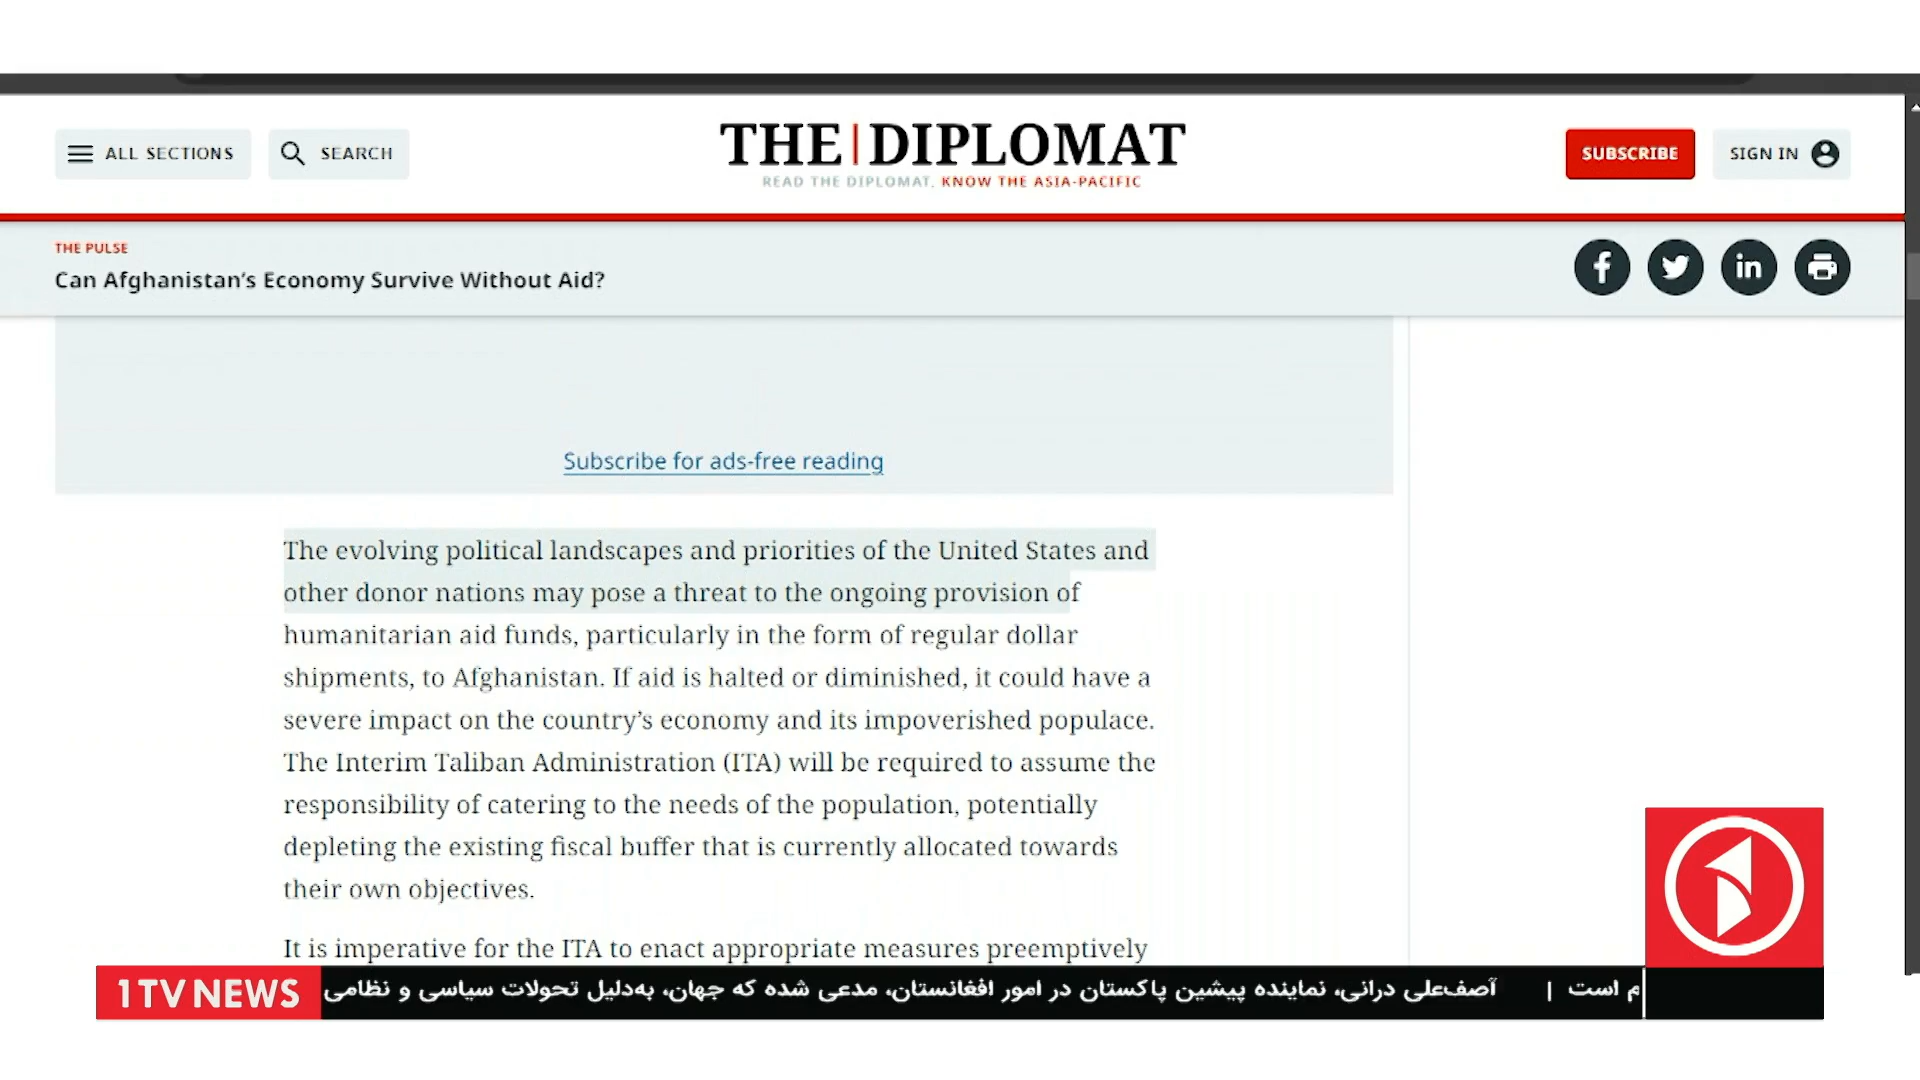 ALL SECTIONS
SEARCH
THE|DIPLOMAT
READ THE DIPLOMAT, KNOW THE ASIA-PACIFIC
SUBSCRIBE
SIGN IN
THE PULSE
Can Afghanistan’s Economy Survive Without Aid?
Subscribe for ads-free reading
The evolving political landscapes and priorities of the United States and
other donor nations may pose a threat to the ongoing provision of
humanitarian aid funds, particularly in the form of regular dollar
shipments, to Afghanistan. If aid is halted or diminished, it could have a
severe impact on the country’s economy and its impoverished populace.
The Interim Taliban Administration (ITA) will be required to assume the
responsibility of catering to the needs of the population, potentially
depleting the existing fiscal buffer that is currently allocated towards
their own objectives.
It is imperative for the ITA to enact appropriate measures preemptively
1TV NEWS
م است | آصف‌علی درانی، نماینده پیشین پاکستان در امور افغانستان، مدعی شده که جهان، به‌دلیل تحولات سیاسی و نظامی